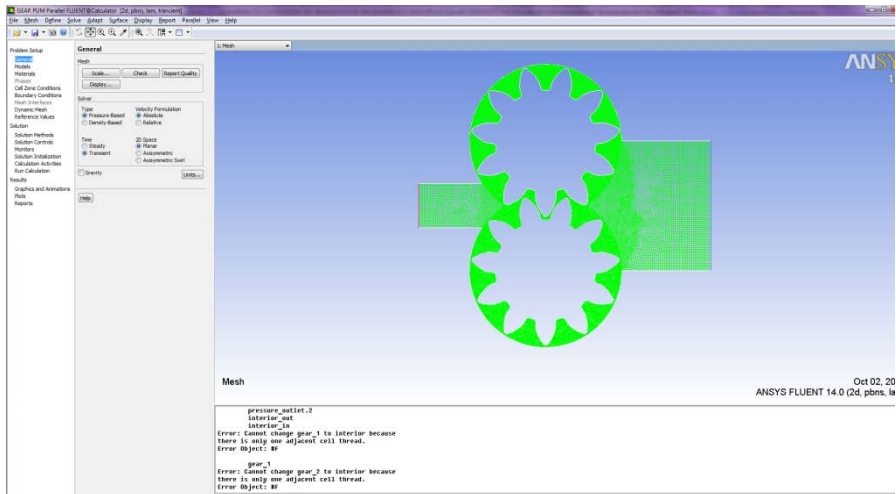 GEAR PUM Parallel FLUENT@Calculator [2d, pbns, lam, transient]
File Mesh Define Solve Adapt Surface Display Report Parallel View Help
Problem Setup
General
Models
Materials
Phases
Cell Zone Conditions
Boundary Conditions
Mesh Interfaces
Dynamic Mesh
Reference Values
Solution
Solution Methods
Solution Controls
Monitors
Solution Initialization
Calculation Activities
Run Calculation
Results
Graphics and Animations
Plots
Reports
General
Mesh
Scale... Check Report Quality
Display...
Solver
Type Velocity Formulation
Pressure-Based Absolute
Density-Based Relative
Time 2D Space
Steady Planar
Transient Axisymmetric
Axisymmetric Swirl
Gravity Units...
Help
1: Mesh
ANSY
1
Mesh
Oct 02, 20
ANSYS FLUENT 14.0 (2d, pbns, la
pressure_outlet.2
interior_out
interior_in
Error: Cannot change gear_1 to interior because
there is only one adjacent cell thread.
Error Object: #F
gear_1
Error: Cannot change gear_2 to interior because
there is only one adjacent cell thread.
Error Object: #F